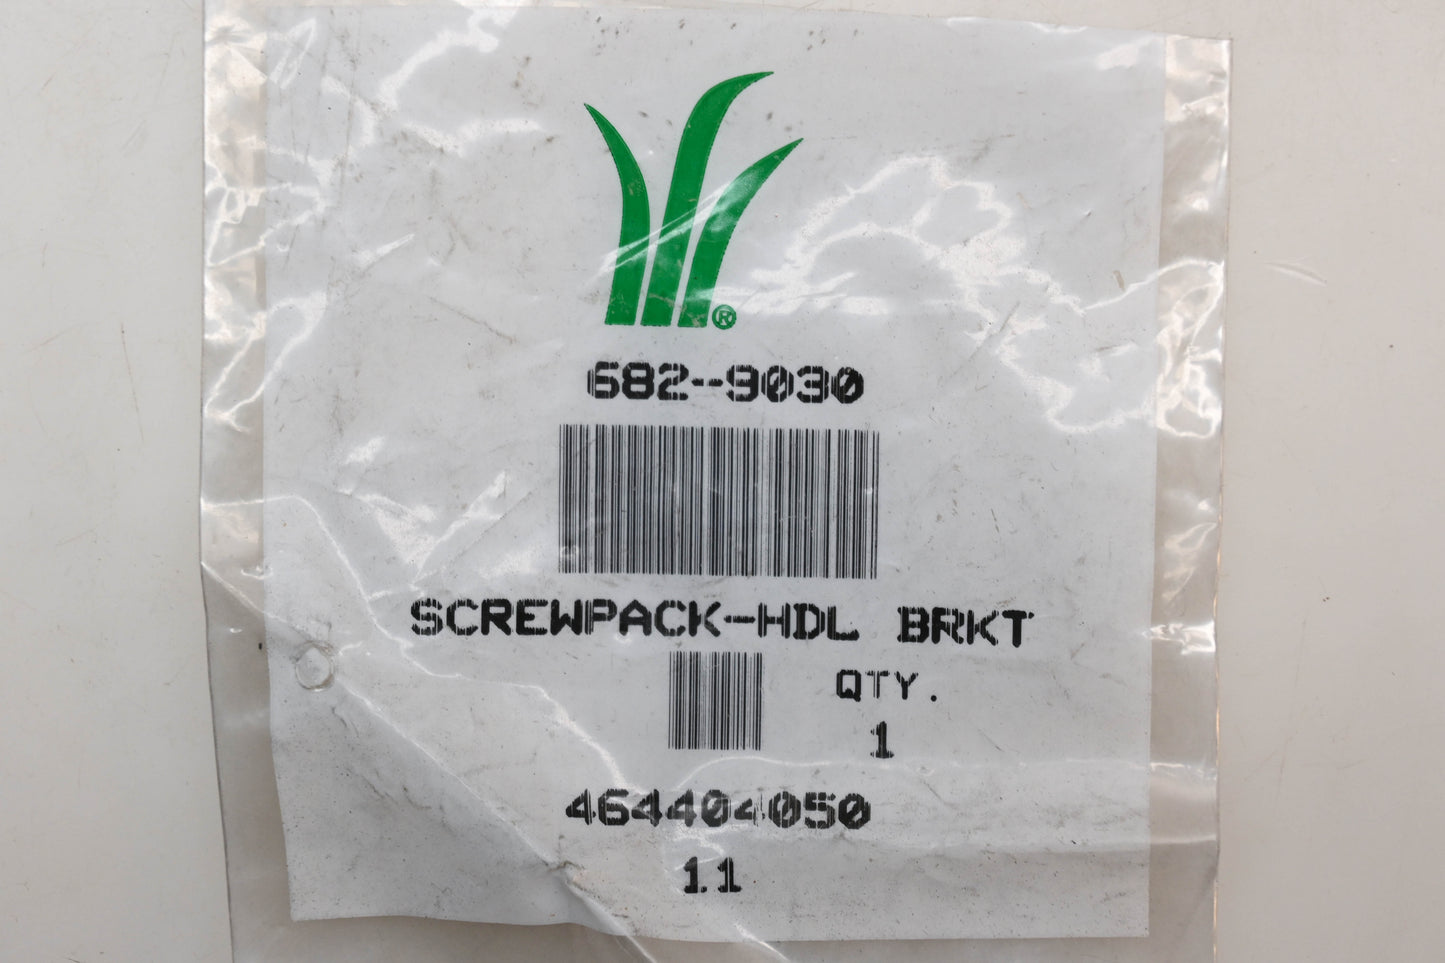 ®
682-9030
SCREWPACK-HDL BRKT
QTY.
1
464404050
11